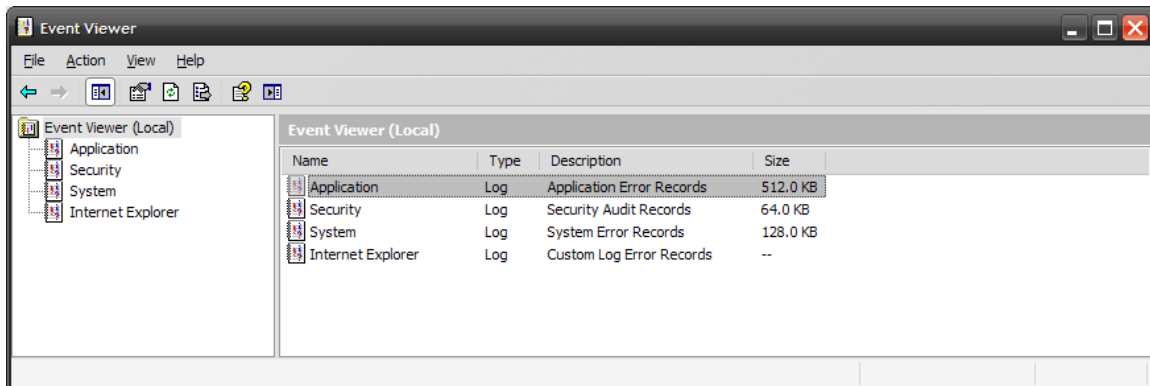 Event Viewer
File Action View Help
Event Viewer (Local)
Application
Security
System
Internet Explorer
Event Viewer (Local)
Name Type Description Size
Application Log Application Error Records 512.0 KB
Security Log Security Audit Records 64.0 KB
System Log System Error Records 128.0 KB
Internet Explorer Log Custom Log Error Records --